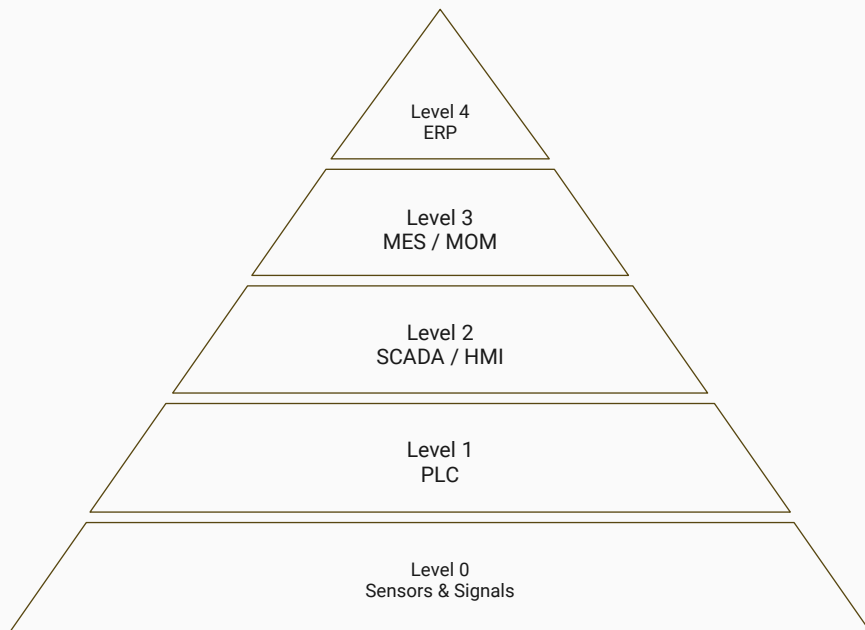 Level 4
ERP
Level 3
MES / MOM
Level 2
SCADA / HMI
Level 1
PLC
Level 0
Sensors & Signals